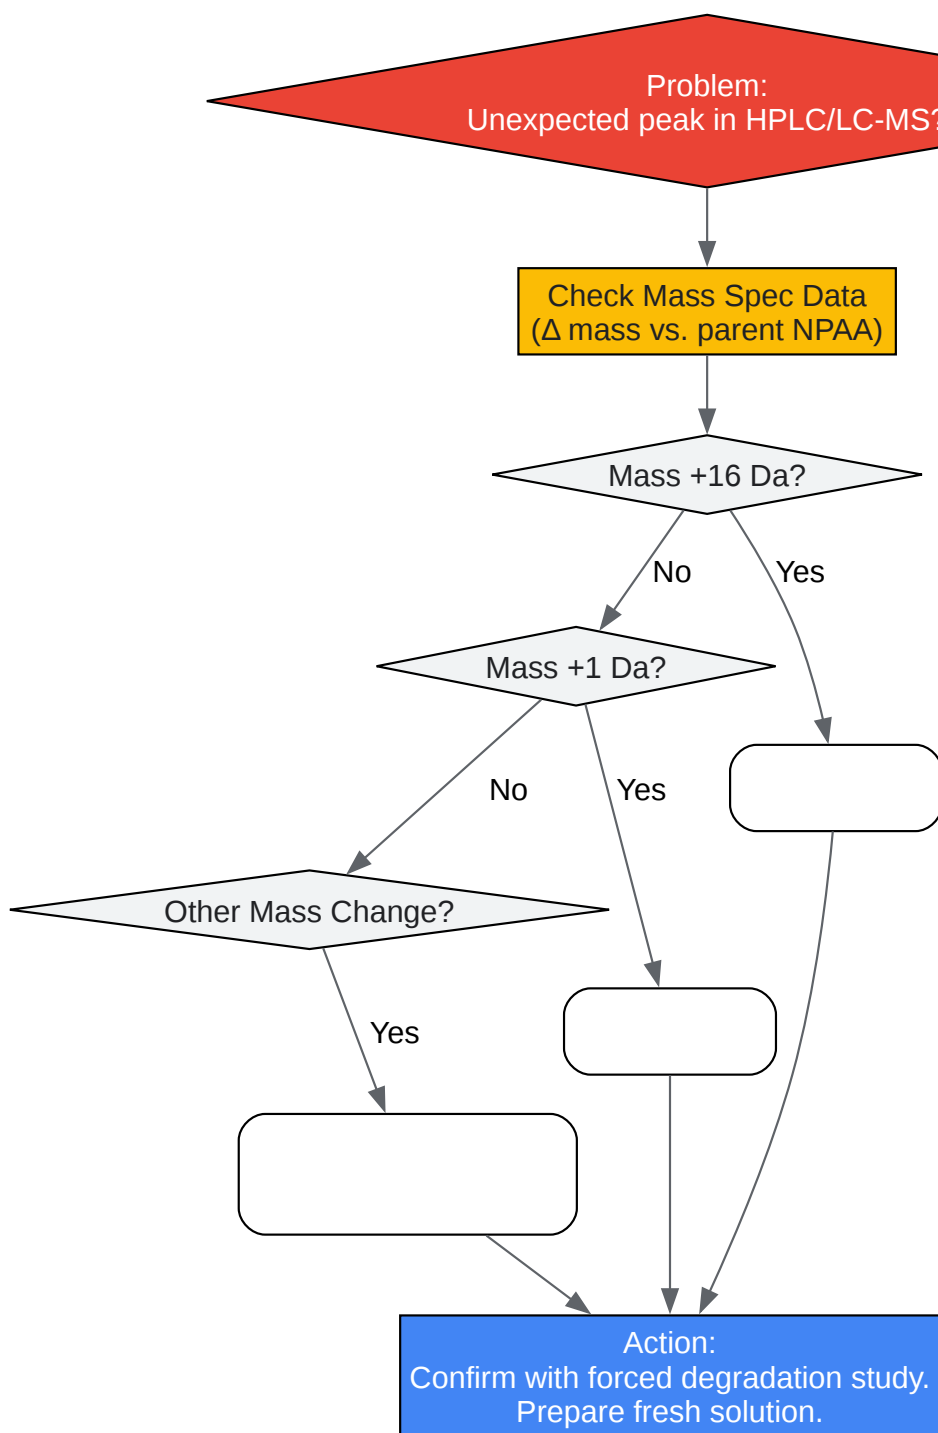 Problem:
Unexpected peak in HPLC/LC-MS?
Check Mass Spec Data
(Δ mass vs. parent NPAA)
Mass +16 Da?
No
Yes
Mass +1 Da?
No
Yes
Other Mass Change?
Yes
Action:
Confirm with forced degradation study.
Prepare fresh solution.